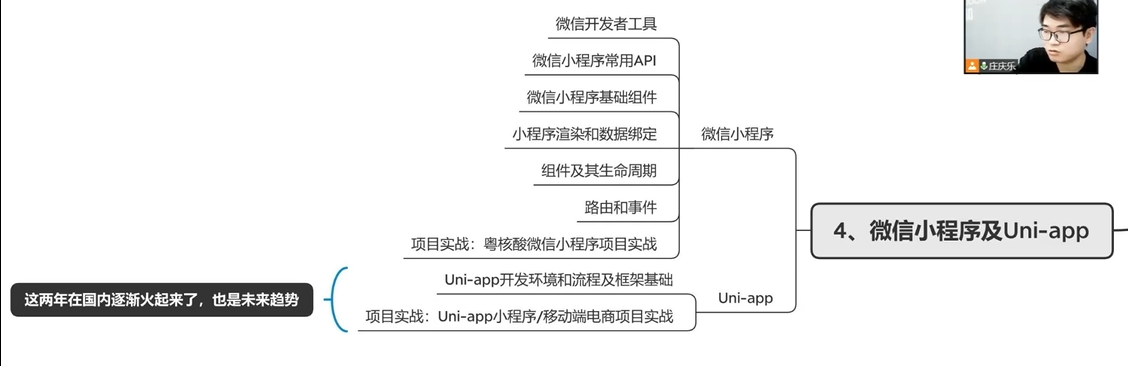 微信开发者工具
微信小程序常用API
微信小程序基础组件
小程序渲染和数据绑定
组件及其生命周期
路由和事件
项目实战：粤核酸微信小程序项目实战
微信小程序
4、微信小程序及Uni-app
Uni-app开发环境和流程及框架基础
项目实战：Uni-app小程序/移动端电商项目实战
Uni-app
这两年在国内逐渐火起来了，也是未来趋势
庄庆乐